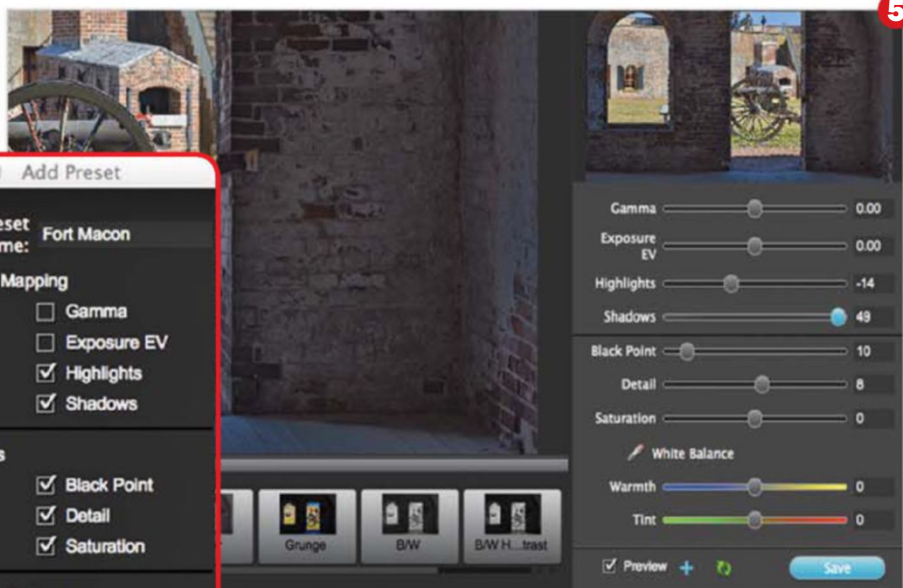 5
Add Preset
eset
me:
Fort Macon
Mapping
Gamma
Exposure EV
Highlights
Shadows
s
Black Point
Detail
Saturation
Grunge
B/W
B/W H...trast
Gamma 0.00
Exposure
EV 0.00
Highlights -14
Shadows 49
Black Point 10
Detail 8
Saturation 0
White Balance
Warmth 0
Tint 0
Preview
Save